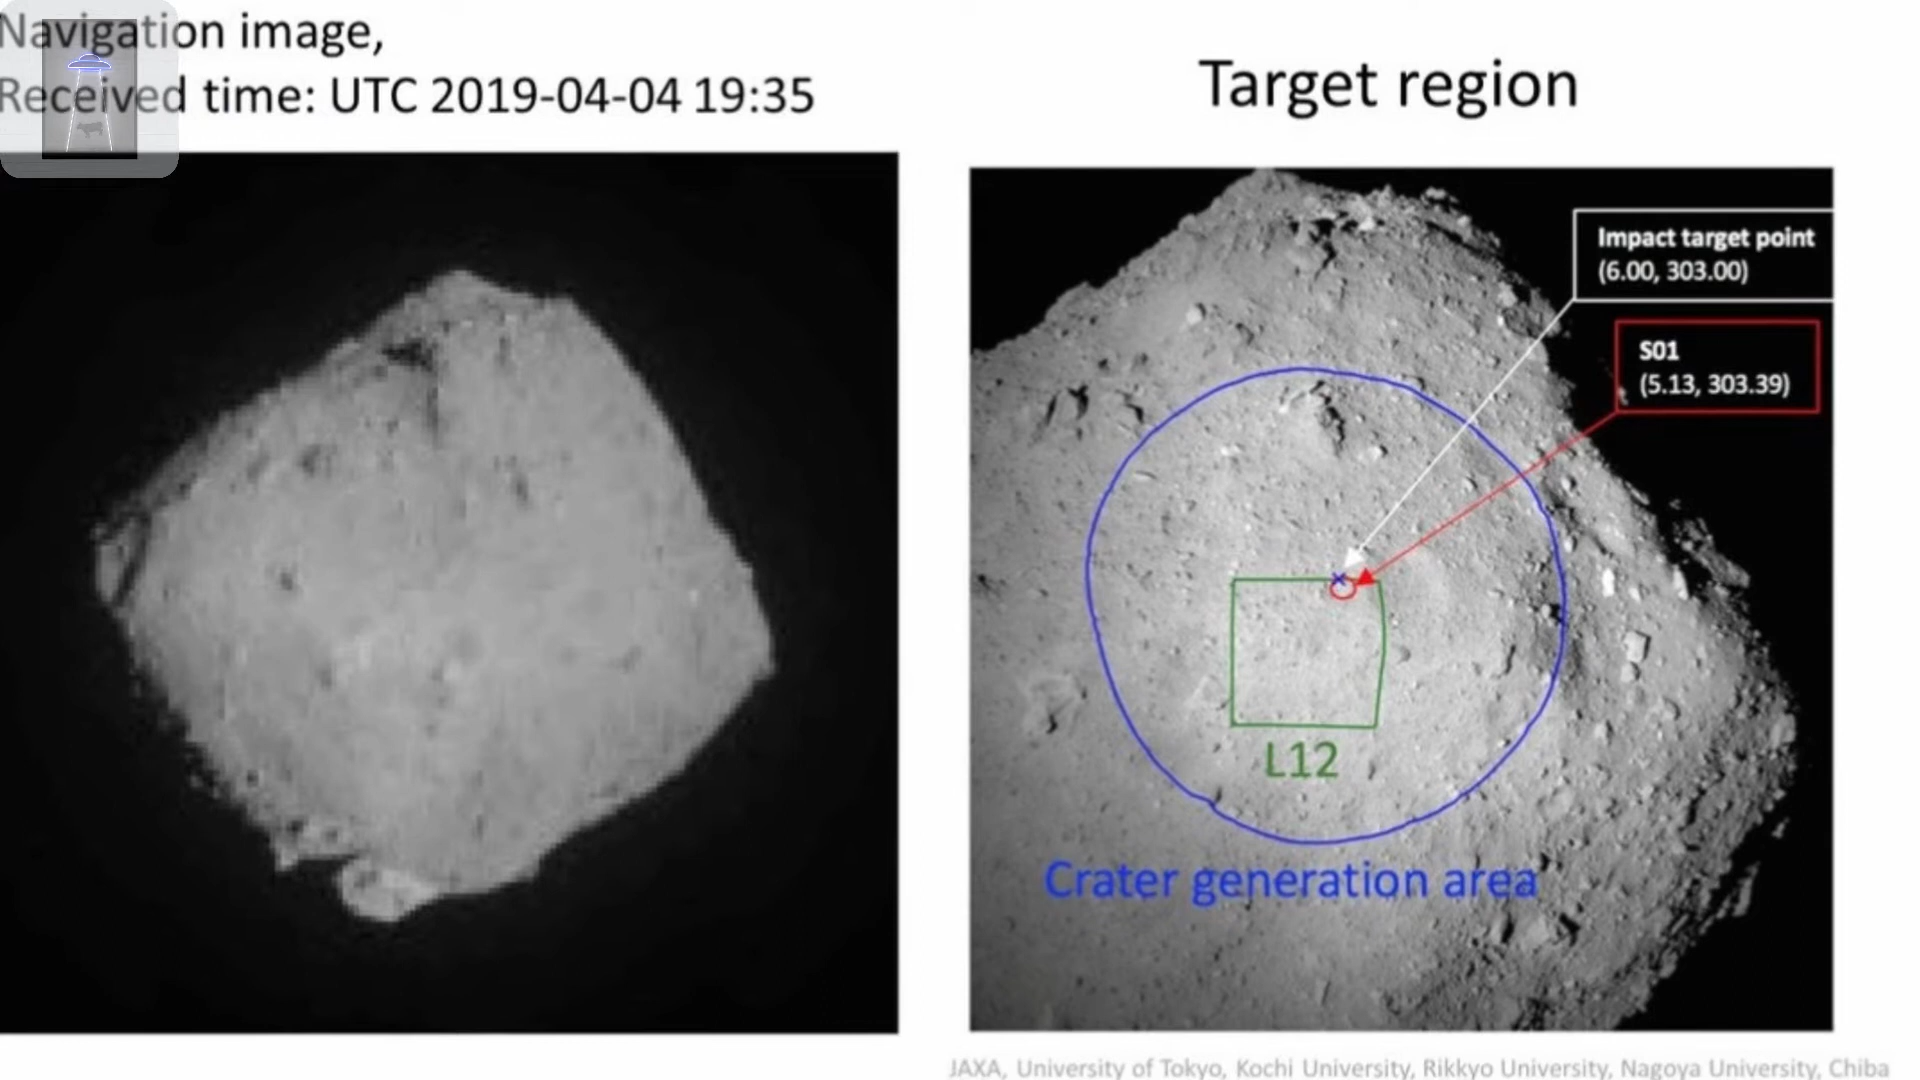 Navigation image,
Received time: UTC 2019-04-04 19:35
Target region
Impact target point
(6.00, 303.00)
S01
(5.13, 303.39)
L12
Crater generation area
JAXA, University of Tokyo, Kochi University, Rikkyo University, Nagoya University, Chiba